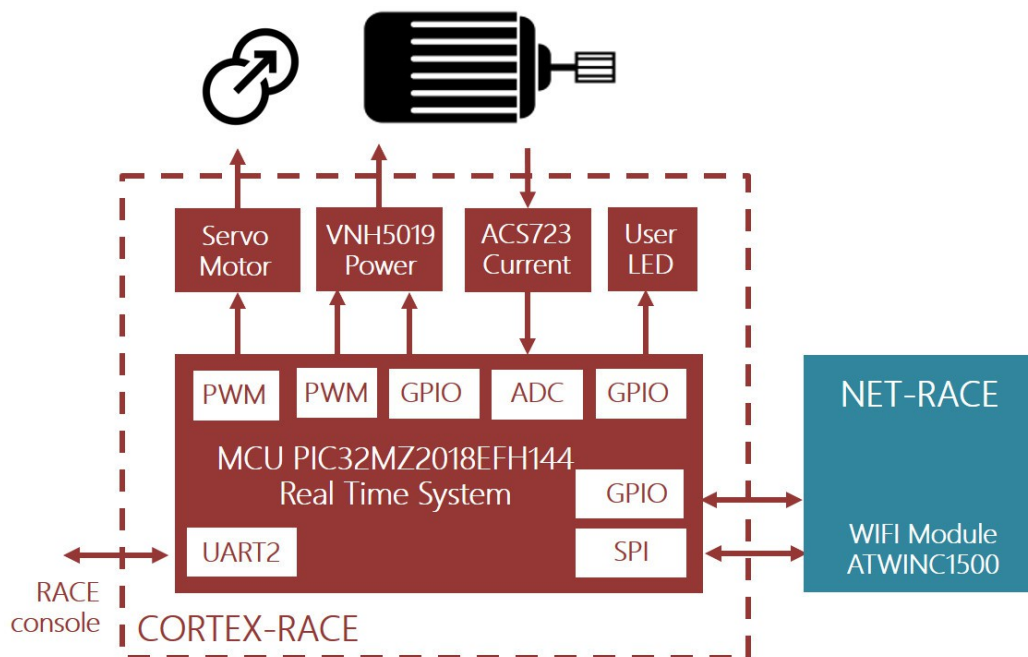 Servo
Motor
VNH5019
Power
ACS723
Current
User
LED
PWM
PWM
GPIO
ADC
GPIO
MCU PIC32MZ2018EFH144
Real Time System
GPIO
UART2
SPI
NET-RACE
WIFI Module
ATWINC1500
RACE
console
CORTEX-RACE